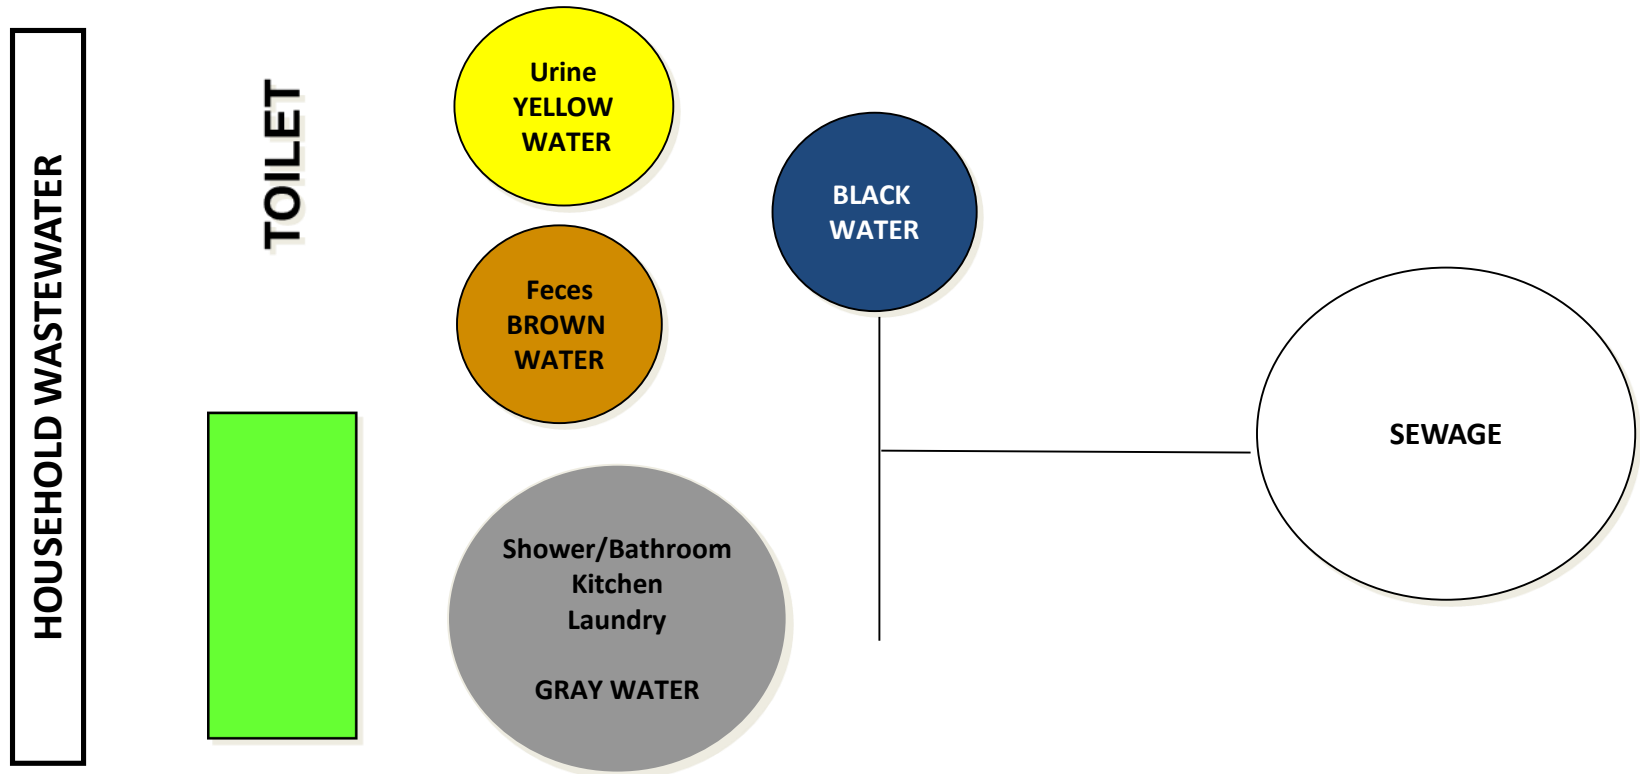 HOUSEHOLD WASTEWATER
TOILET
Urine
YELLOW
WATER
Feces
BROWN
WATER
Shower/Bathroom
Kitchen
Laundry
GRAY WATER
BLACK
WATER
SEWAGE